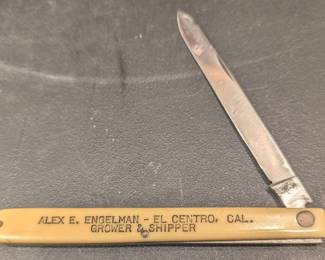 ALEX E. ENGELMAN - EL CENTRO, CAL.
GROWER & SHIPPER